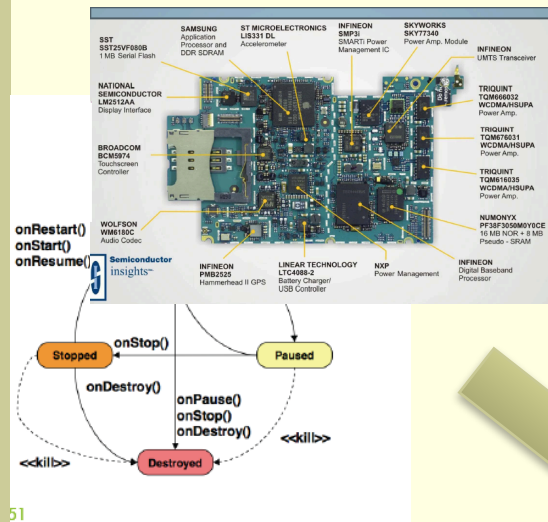 SST
SST25VF080B
1 MB Serial Flash
SAMSUNG
Application
Processor and
DDR SDRAM
ST MICROELECTRONICS
LIS331 DL
Accelerometer
INFINEON
SMP3i
SMARTi Power
Management IC
SKYWORKS
SKY77340
Power Amp. Module
INFINEON
UMTS Transceiver
NATIONAL
SEMICONDUCTOR
LM2512AA
Display Interface
TRIQUINT
TQM666032
WCDMA/HSUPA
Power Amp.
BROADCOM
BCM5974
Touchscreen
Controller
TRIQUINT
TQM676031
WCDMA/HSUPA
Power Amp.
TRIQUINT
TQM616035
WCDMA/HSUPA
Power Amp.
WOLFSON
WM6180C
Audio Codec
NUMONYX
PF38F3050M0Y0CE
16 MB NOR + 8 MB
Pseudo - SRAM
INFINEON
PMB2525
Hammerhead II GPS
LINEAR TECHNOLOGY
LTC4088-2
Battery Charger/
USB Controller
NXP
Power Management
INFINEON
Digital Baseband
Processor
Semiconductor
insights
onRestart()
onStart()
onResume()
Stopped
onStop()
Paused
onDestroy()
onPause()
onStop()
onDestroy()
<<kill>>
<<kill>>
Destroyed
51